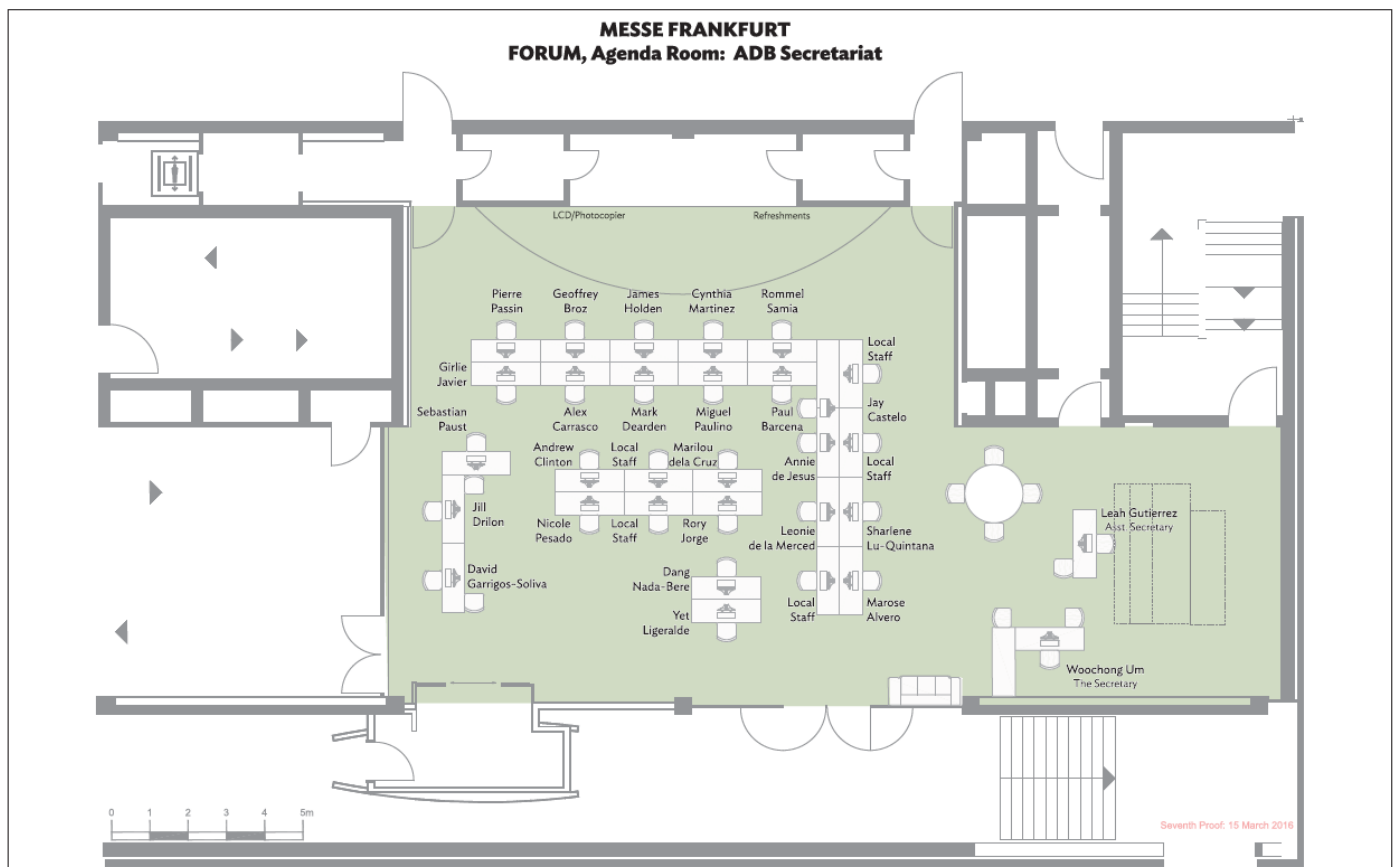 MESSE FRANKFURT
FORUM, Agenda Room: ADB Secretariat
LCD/Photocopier
Refreshments
Pierre
Passin
Geoffrey
Broz
James
Holden
Cynthia
Martinez
Rommel
Samia
Local
Staff
Girlie
Javier
Sebastian
Paust
Alex
Carrasco
Mark
Dearden
Miguel
Paulino
Paul
Barcena
Jay
Castelo
Andrew
Clinton
Local
Staff
Marilou
dela Cruz
Annie
de Jesus
Local
Staff
Jill
Drilon
Nicole
Pesado
Local
Staff
Rory
Jorge
Leonie
de la Merced
Sharlene
Lu-Quintana
Leah Gutierrez
Asst. Secretary
David
Garrigos-Soliva
Dang
Nada-Bere
Yet
Ligeralde
Local
Staff
Marose
Alvero
Woochong Um
The Secretary
0 1 2 3 4 5m
Seventh Proof: 15 March 2016